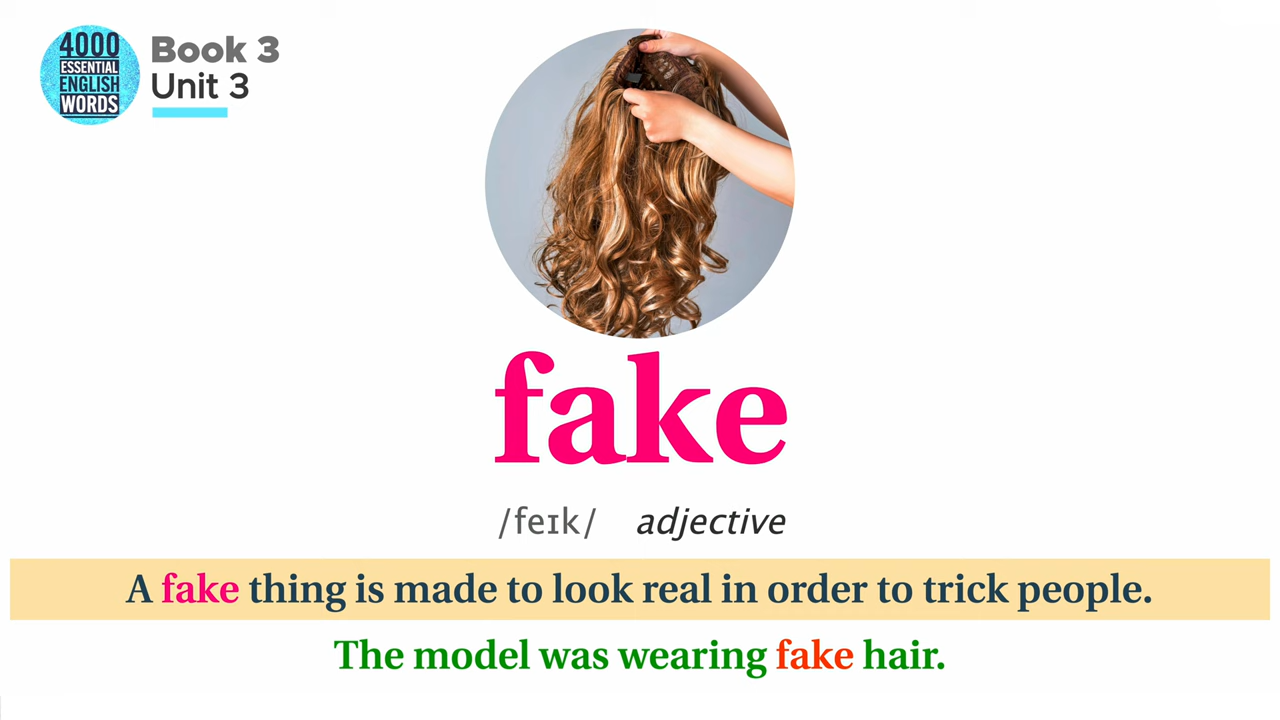 4000
ESSENTIAL
ENGLISH
WORDS
Book 3
Unit 3
fake
/feɪk/ adjective
A fake thing is made to look real in order to trick people.
The model was wearing fake hair.